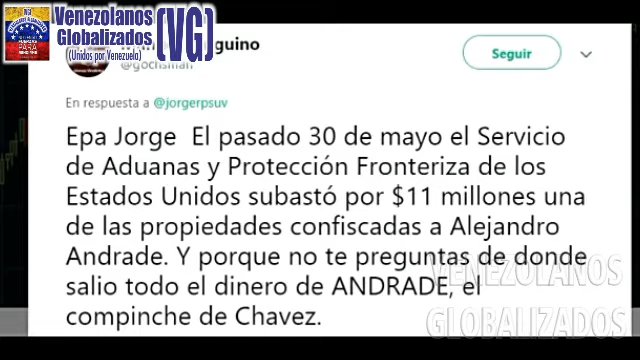 Venezolanos
Globalizados
(Unidos por Venezuela)
(VG)
guino
Seguir
En respuesta a @jorgerpsuv
Epa Jorge El pasado 30 de mayo el Servicio
de Aduanas y Protección Fronteriza de los
Estados Unidos subastó por $11 millones una
de las propiedades confiscadas a Alejandro
Andrade. Y porque no te preguntas de donde
salio todo el dinero de ANDRADE, el
compinche de Chavez.
VENEZOLANOS
GLOBALIZADOS